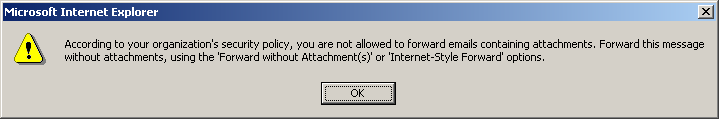 Microsoft Internet Explorer
According to your organization's security policy, you are not allowed to forward emails containing attachments. Forward this message
without attachments, using the 'Forward without Attachment(s)' or 'Internet-Style Forward' options.
OK